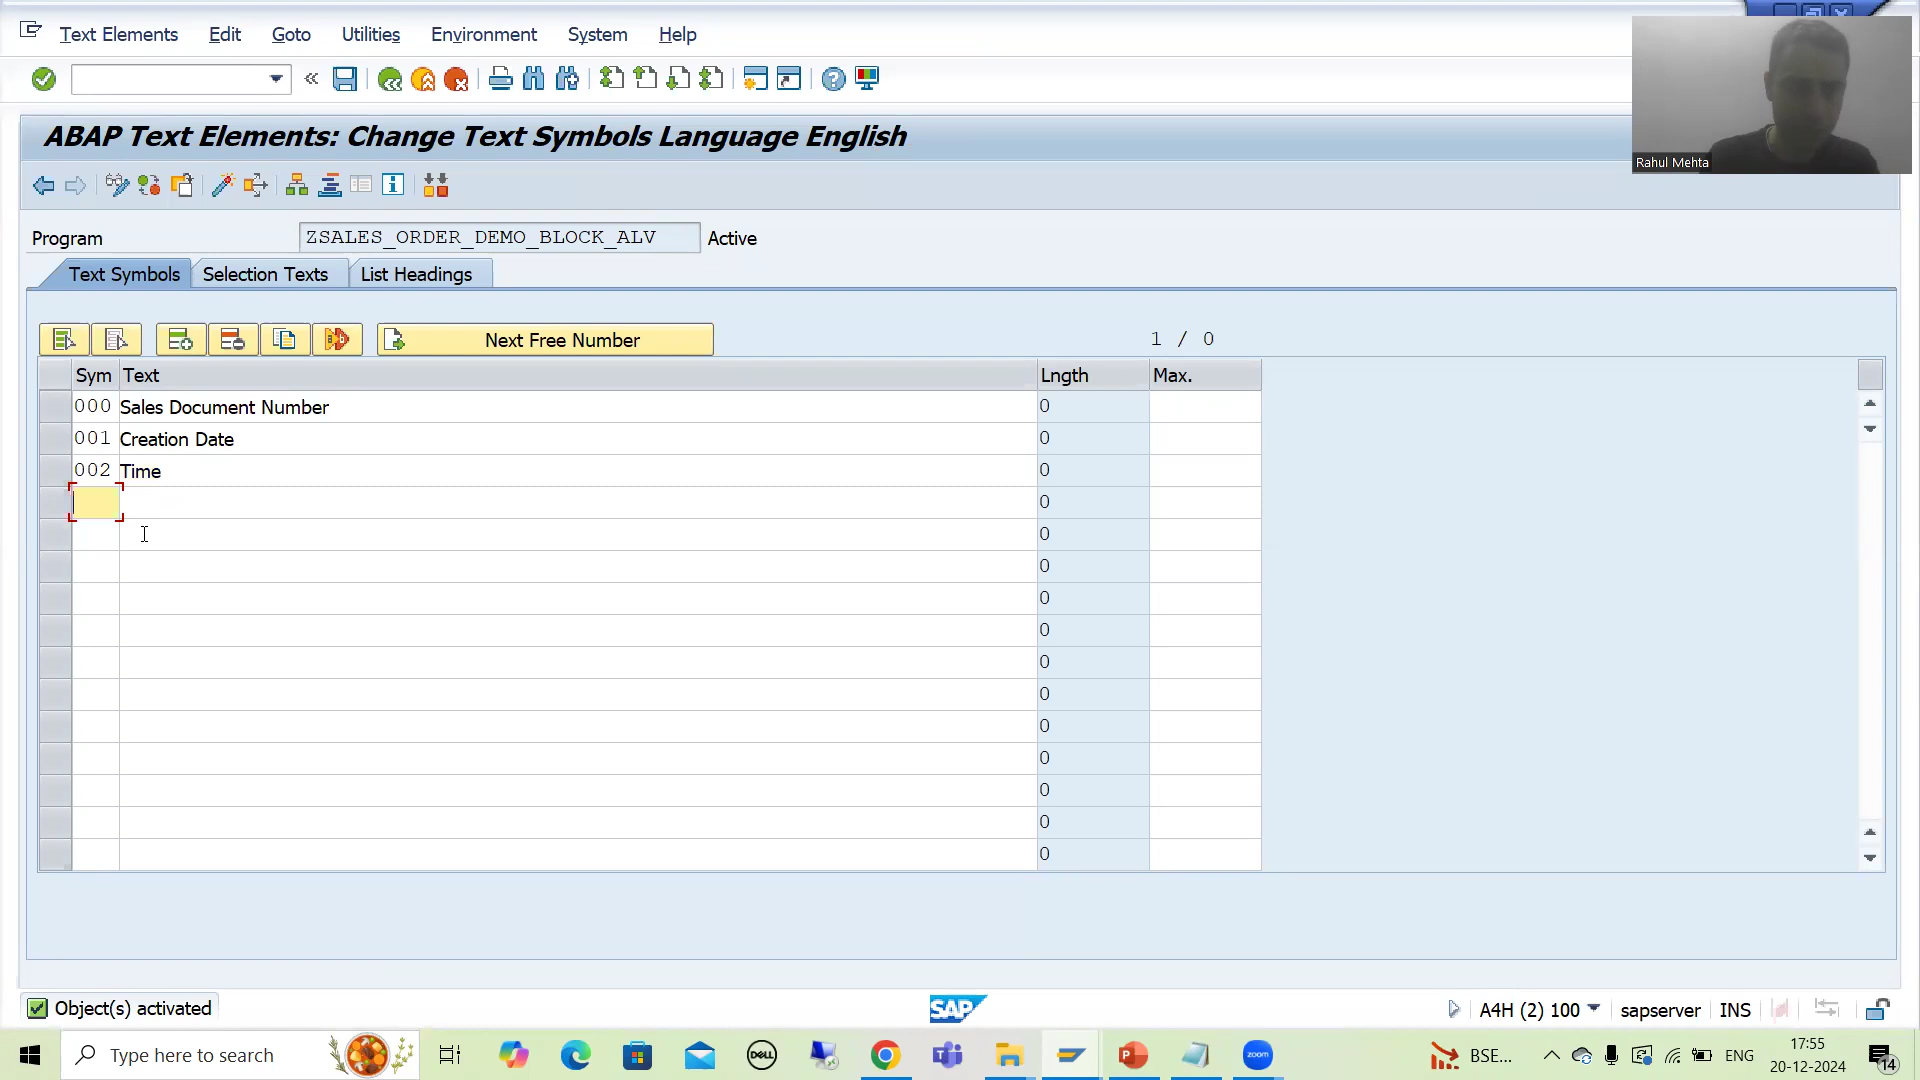 Text Elements Edit Goto Utilities Environment System Help
ABAP Text Elements: Change Text Symbols Language English
Rahul Mehta
Program ZSALES_ORDER_DEMO_BLOCK_ALV Active
Text Symbols Selection Texts List Headings
Next Free Number 1 / 0
Sym Text Lngth Max.
000 Sales Document Number 0
001 Creation Date 0
002 Time 0
0
0
0
0
0
0
0
0
0
0
0
0
Object(s) activated SAP A4H (2) 100 sapserver INS
Type here to search DELL zoom BSE... ENG 17:55
20-12-2024 14